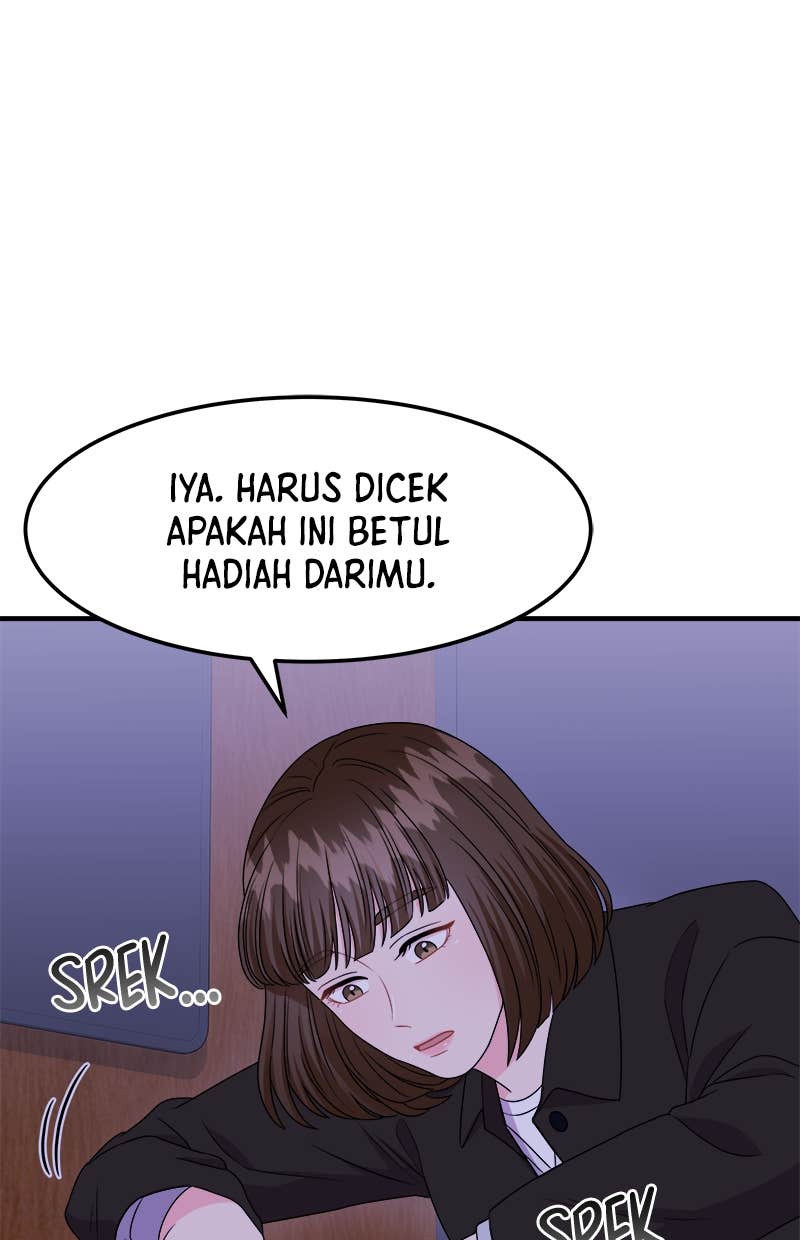 IYA. HARUS DICEK
APAKAH INI BETUL
HADIAH DARIMU.
SREK...
SREK